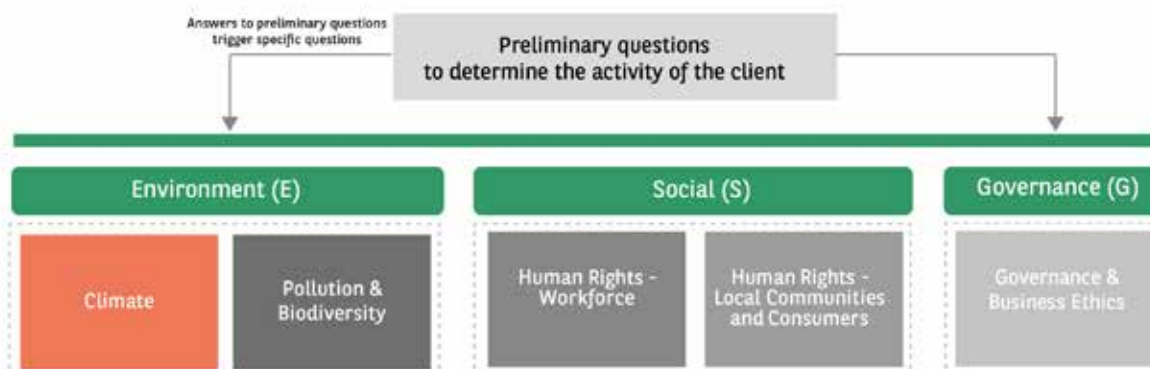 Answers to preliminary questions
trigger specific questions
Preliminary questions
to determine the activity of the client
Environment (E)
Social (S)
Governance (G)
Climate
Pollution &
Biodiversity
Human Rights -
Workforce
Human Rights -
Local Communities
and Consumers
Governance &
Business Ethics